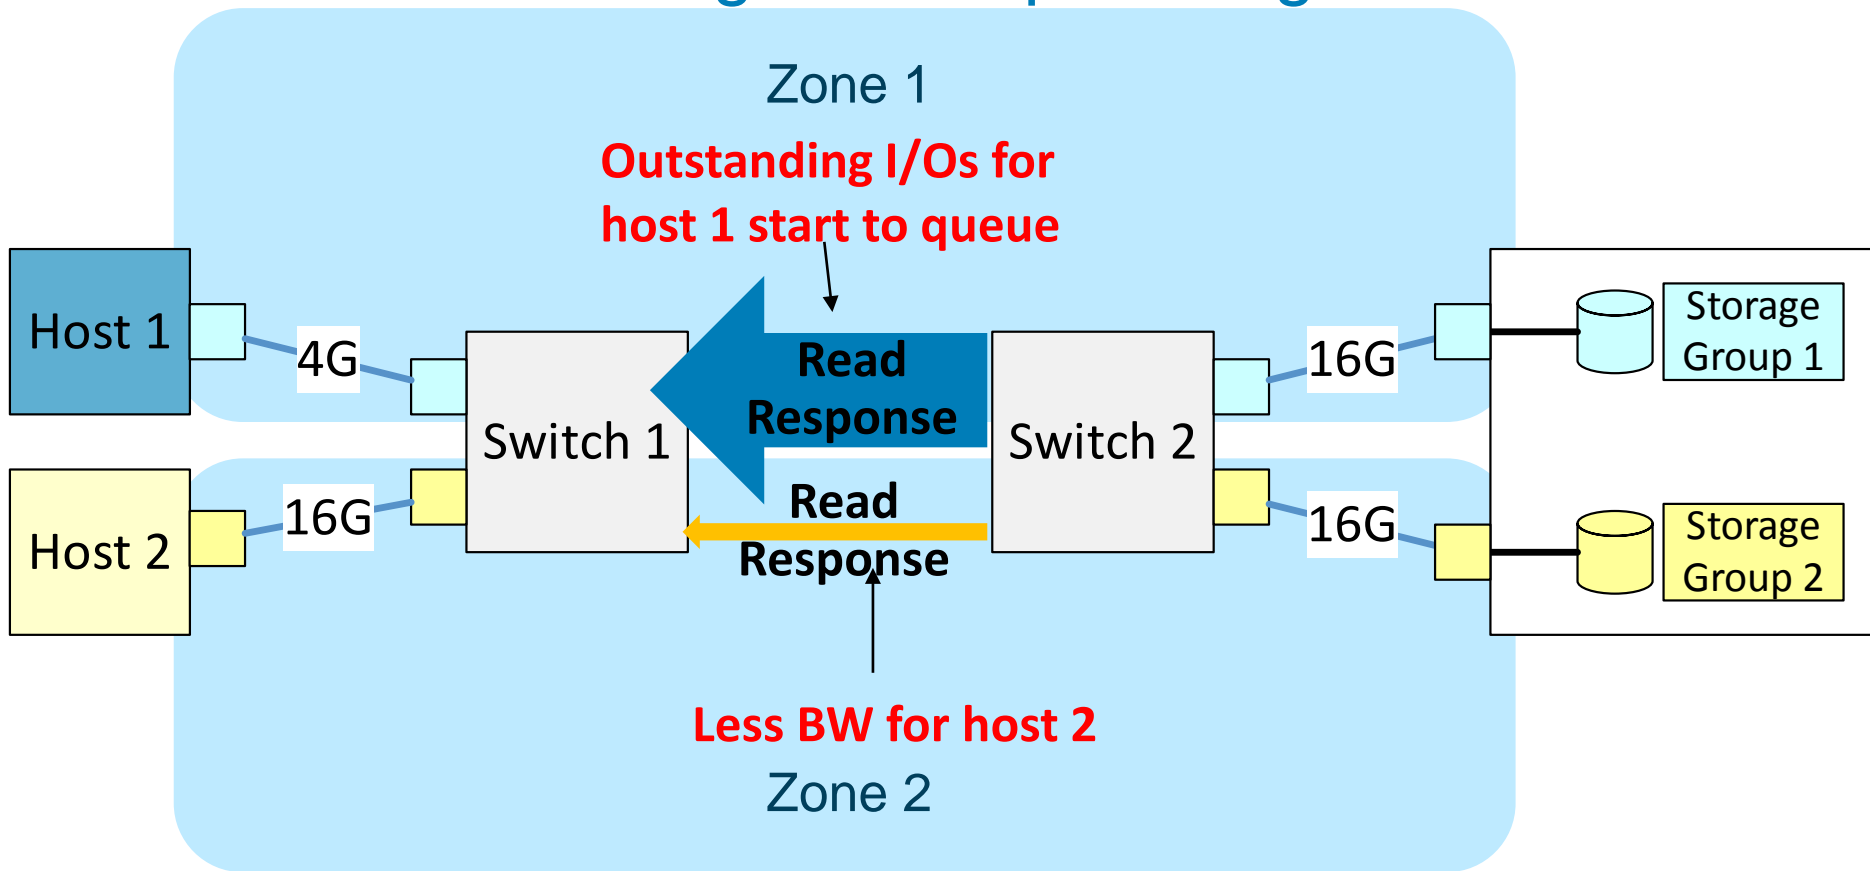 Zone 1
Outstanding I/Os for
host 1 start to queue
Host 1
4G
Switch 1
Read
Response
Switch 2
16G
Storage
Group 1
Host 2
16G
Read
Response
16G
Storage
Group 2
Less BW for host 2
Zone 2